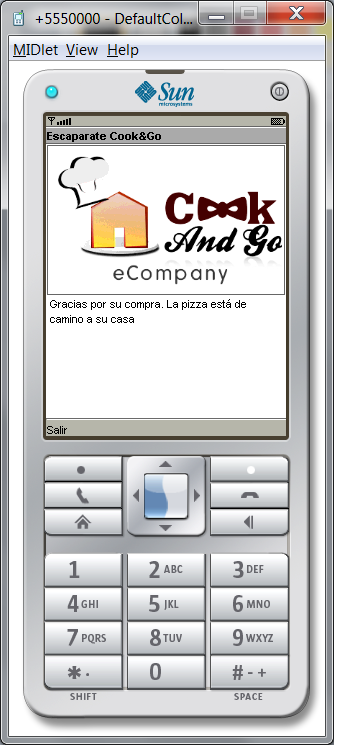 +5550000 - DefaultCol...
MIDlet View Help
Sun
microsystems
Escaparate Cook&Go
Cook
And Go
eCompany
Gracias por su compra. La pizza está de
camino a su casa
Salir
1 2 ABC 3 DEF
4 GHI 5 JKL 6 MNO
7 PQRS 8 TUV 9 WXYZ
* . 0 # - +
SHIFT SPACE